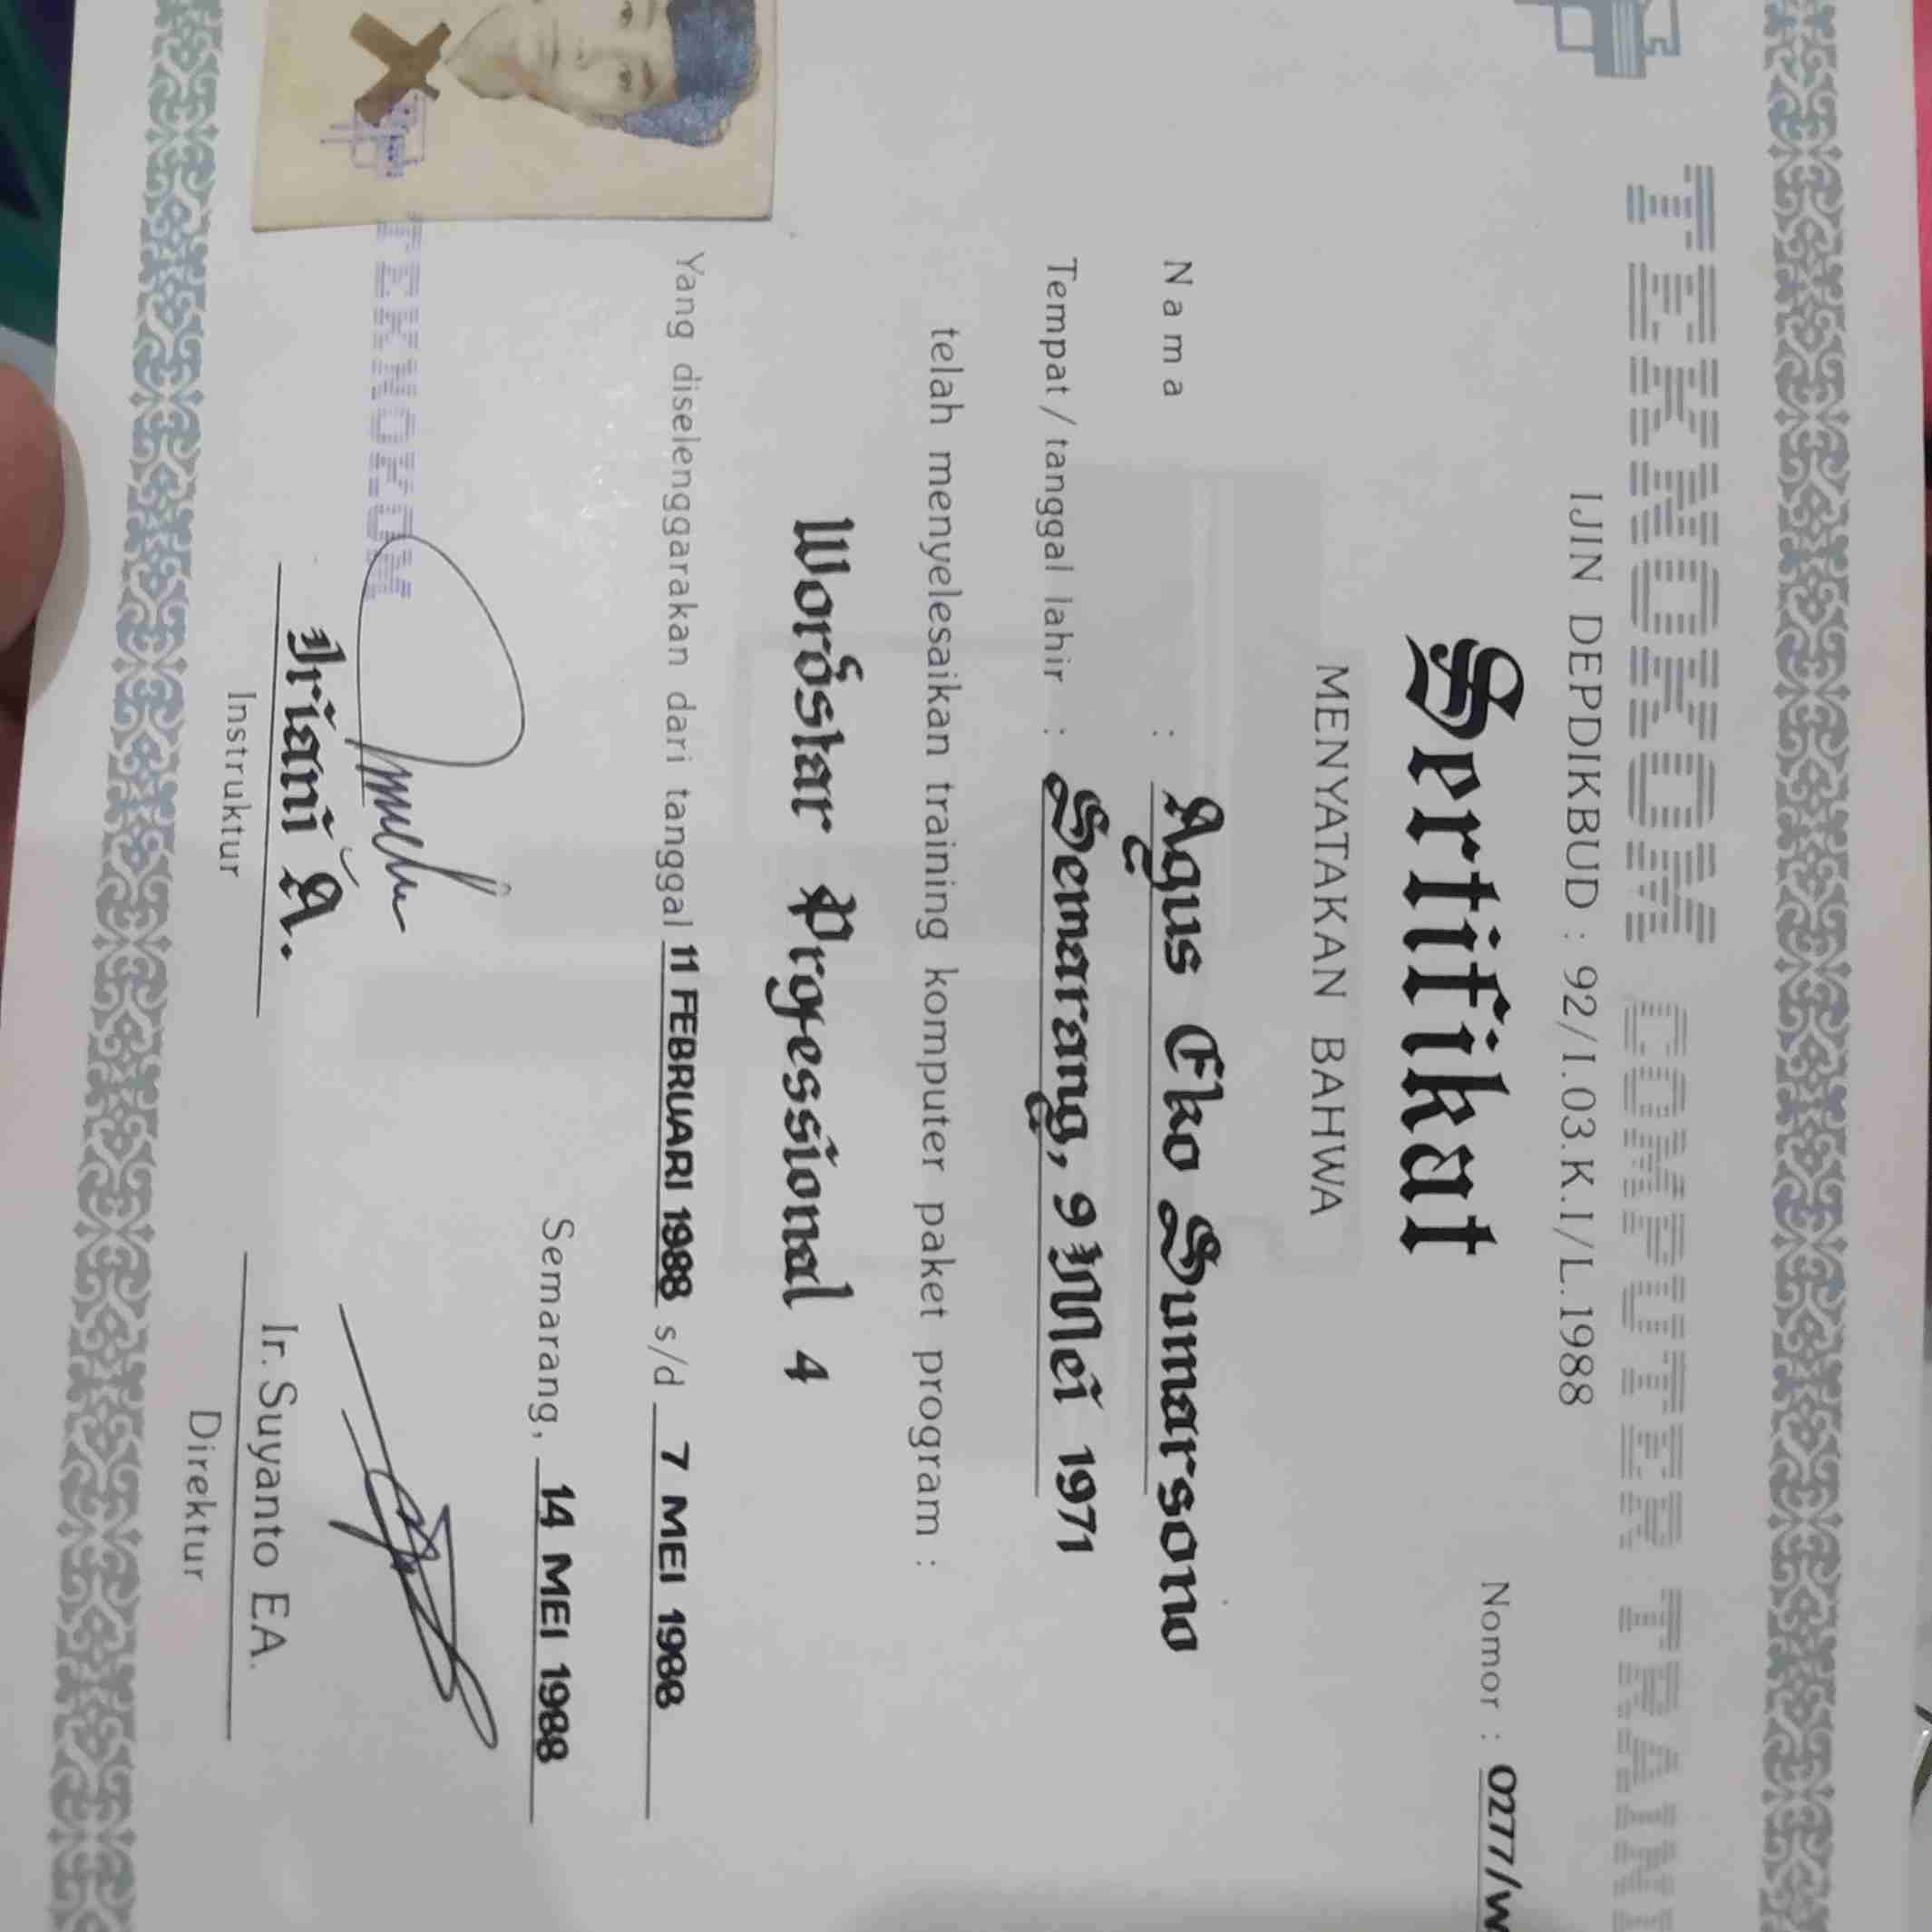 TEKNOKOM COMPUTER
IJIN DEPDIKBUD : 92/I.03.K.I/L.1988
Nomor : 0277/W
Sertifikat
MENYATAKAN BAHWA
Nama : Agus Eko Sumarsono
Tempat / tanggal lahir : Semarang, 9 Mei 1971
telah menyelesaikan training komputer paket program :
Wordstar Professional 4
Yang diselenggarakan dari tanggal 11 FEBRUARI 1988 s/d 7 MEI 1988
Semarang, 14 MEI 1988
TEKNOKOM
Iriani A.
Instruktur
Ir. Suyanto EA.
Direktur